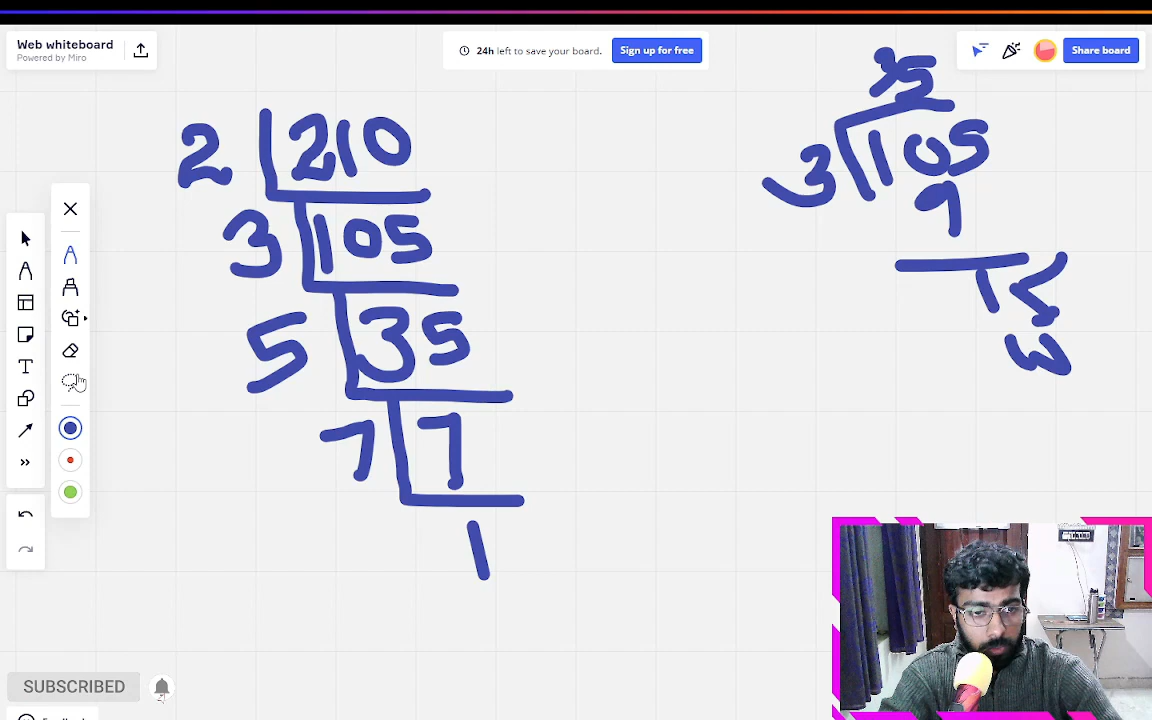 Web whiteboard
Powered by Miro
24h left to save your board.
Sign up for free
Share board
2 210
3 105
5 35
7 7
1
35
3 105
9
15
T
SUBSCRIBED